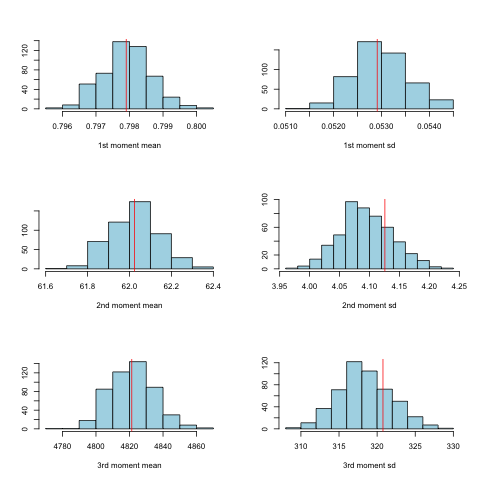 0 40 80 120
0.796 0.797 0.798 0.799 0.800
1st moment mean
0 50 100
0.0510 0.0520 0.0530 0.0540
1st moment sd
0 50 100
61.6 61.8 62.0 62.2 62.4
2nd moment mean
0 20 60 100
3.95 4.00 4.05 4.10 4.15 4.20 4.25
2nd moment sd
0 40 80 120
4780 4800 4820 4840 4860
3rd moment mean
0 40 80 120
310 315 320 325 330
3rd moment sd